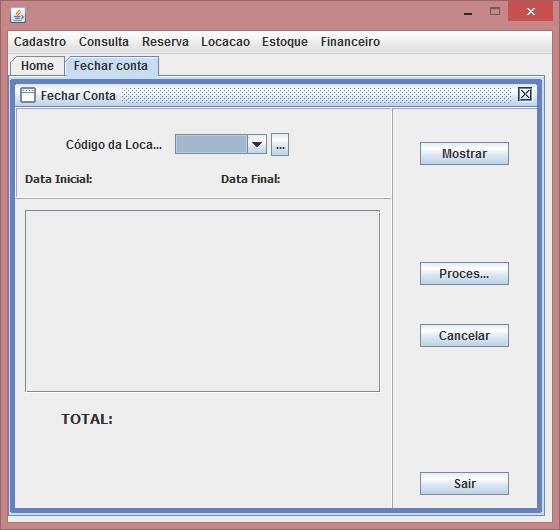 Cadastro Consulta Reserva Locacao Estoque Financeiro
Home Fechar conta
Fechar Conta
Código da Loca... ...
Mostrar
Data Inicial: Data Final:
Proces...
Cancelar
TOTAL:
Sair